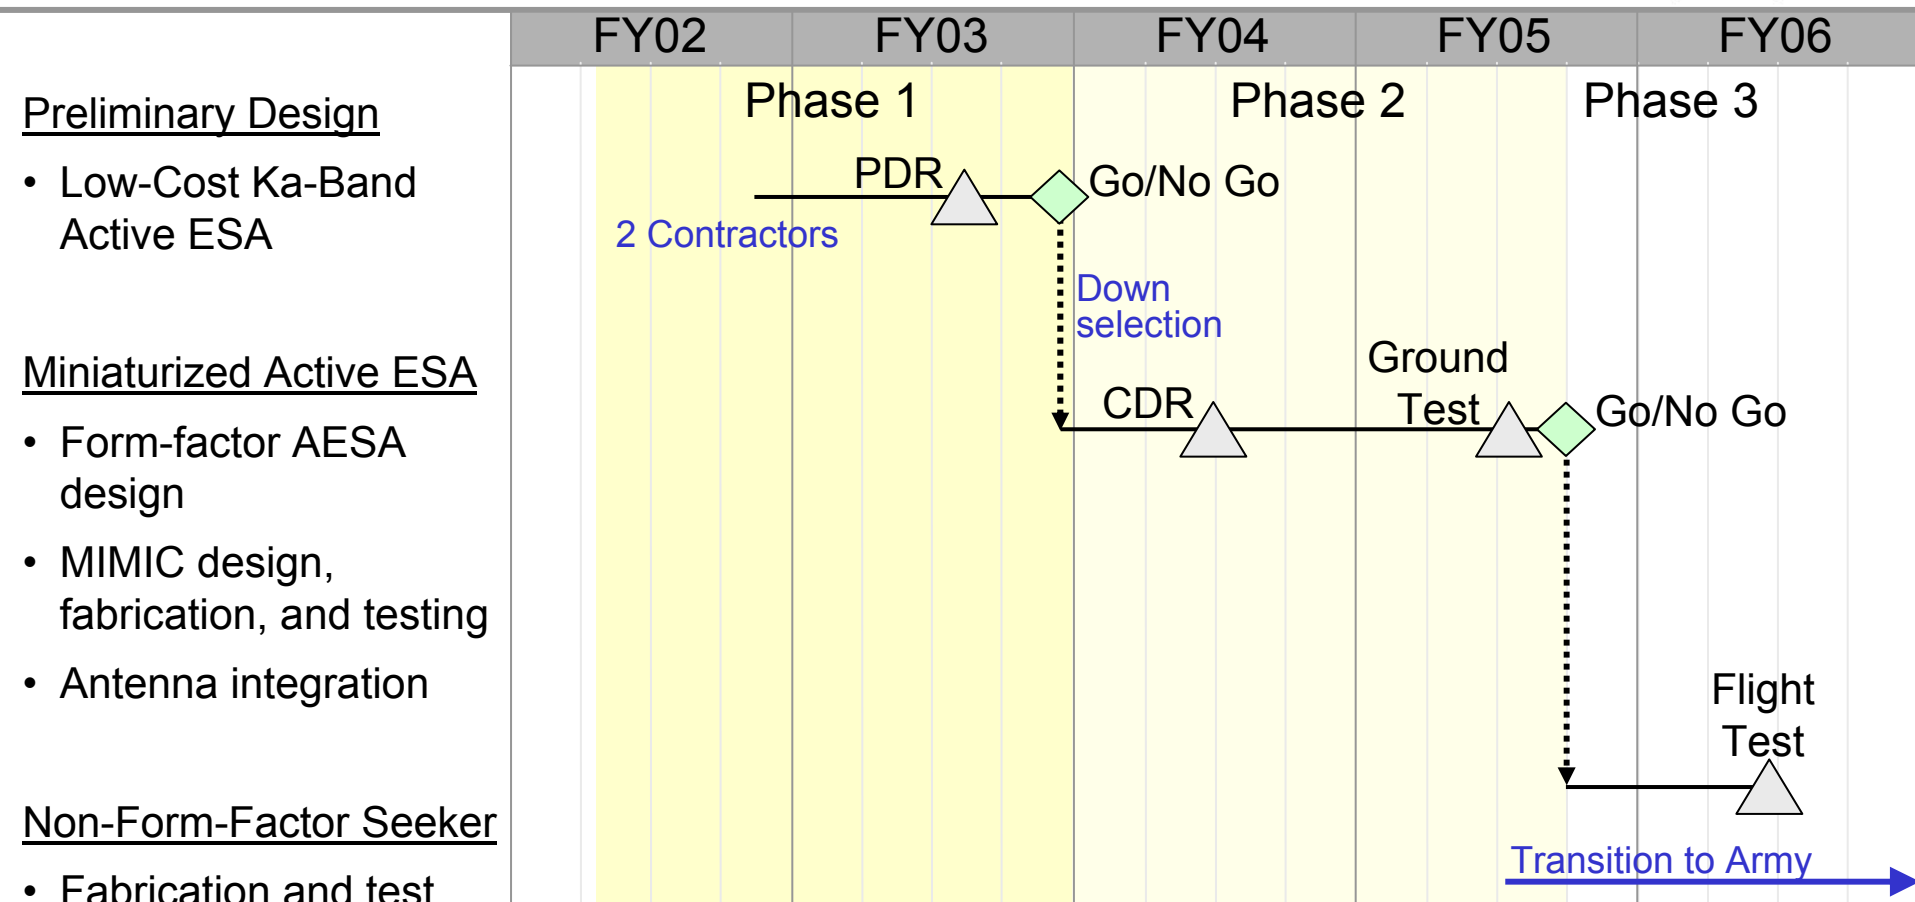 FY02 FY03 FY04 FY05 FY06
Phase 1 Phase 2 Phase 3
Preliminary Design
• Low-Cost Ka-Band
Active ESA
PDR
Go/No Go
2 Contractors
Down
selection
Miniaturized Active ESA
• Form-factor AESA
design
• MIMIC design,
fabrication, and testing
• Antenna integration
CDR
Ground
Test
Go/No Go
Flight
Test
Non-Form-Factor Seeker
• Fabrication and test
Transition to Army